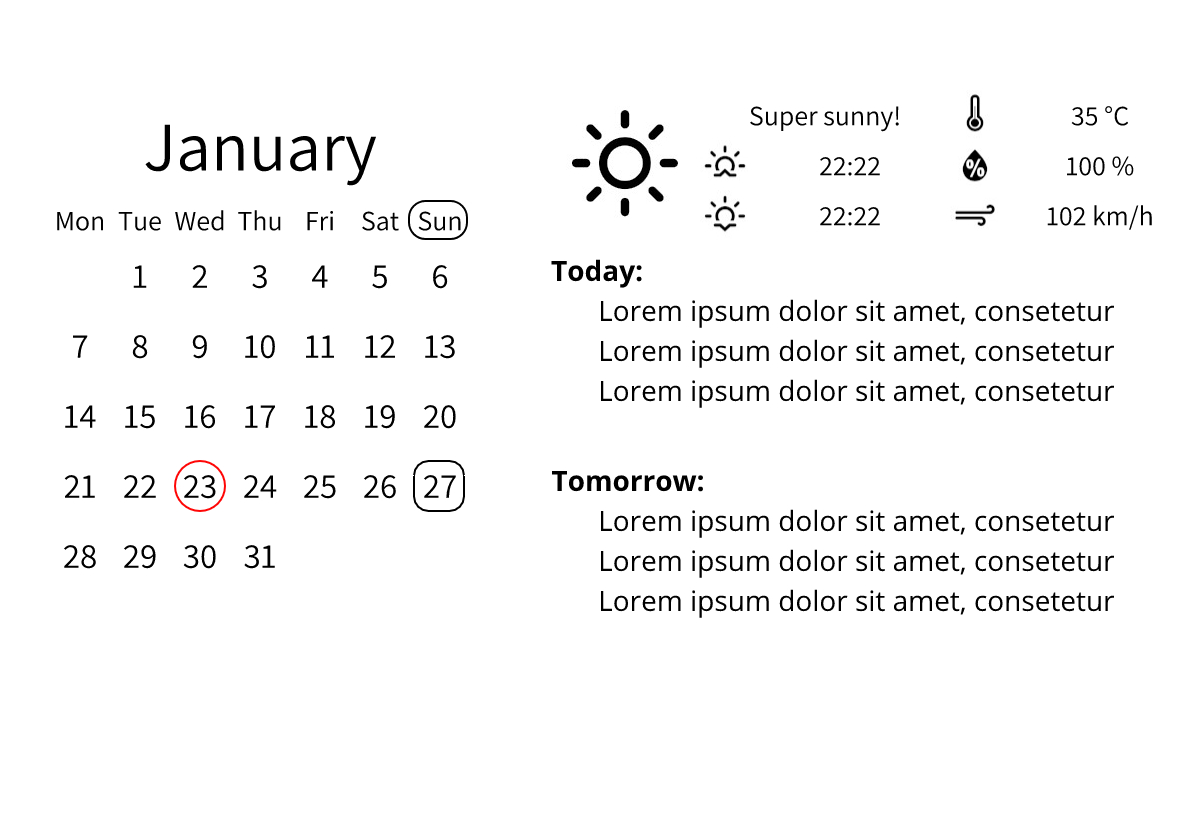 January
Mon Tue Wed Thu Fri Sat Sun
1 2 3 4 5 6
7 8 9 10 11 12 13
14 15 16 17 18 19 20
21 22 23 24 25 26 27
28 29 30 31
Super sunny! 35 °C
22:22 % 100 %
22:22 102 km/h
Today:
Lorem ipsum dolor sit amet, consetetur
Lorem ipsum dolor sit amet, consetetur
Lorem ipsum dolor sit amet, consetetur
Tomorrow:
Lorem ipsum dolor sit amet, consetetur
Lorem ipsum dolor sit amet, consetetur
Lorem ipsum dolor sit amet, consetetur